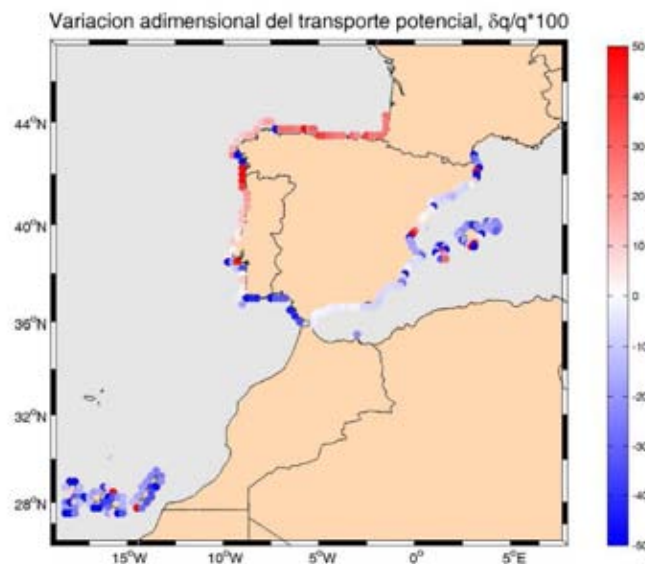 Variacion adimensional del transporte potencial, δq/q*100
44°N
40°N
36°N
32°N
28°N
15°W
10°W
5°W
0°
5°E
50
40
30
20
10
0
-10
-20
-30
-40
-50